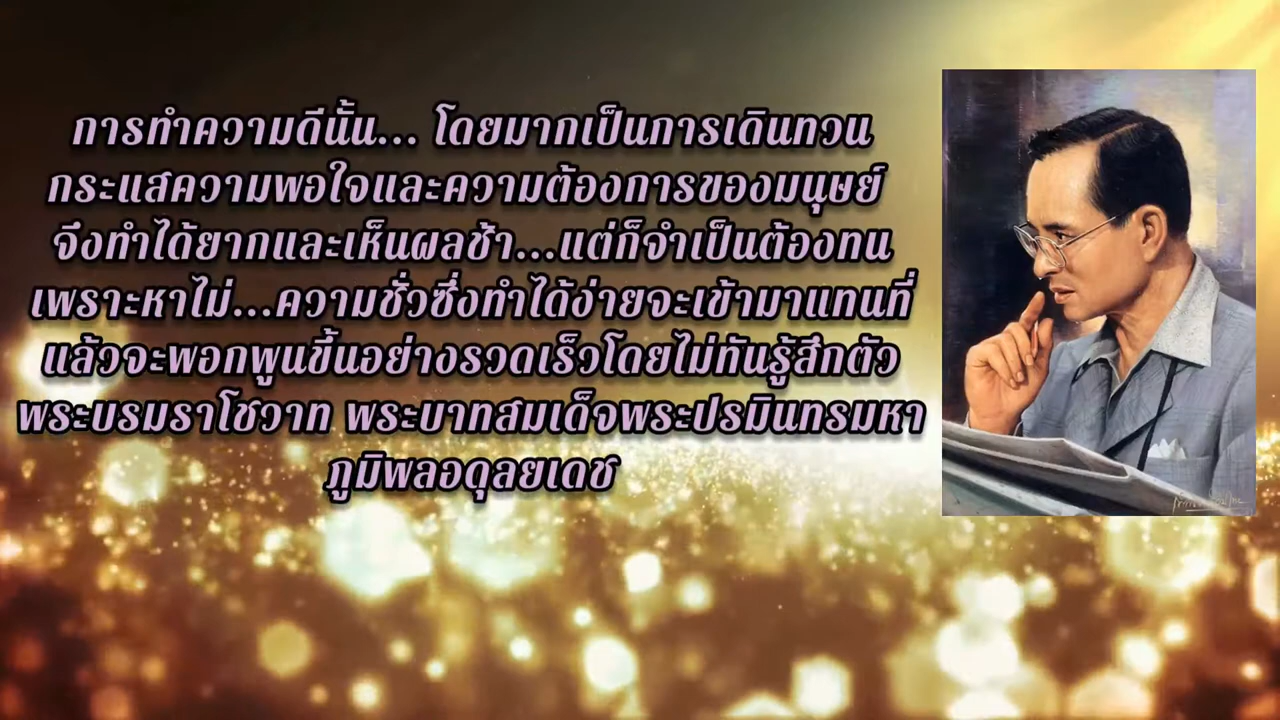 การทำความดีนั้น... โดยมากเป็นการเดินทวน
กระแสความพอใจและความต้องการของมนุษย์
จึงทำได้ยากและเห็นผลช้า...แต่ก็จำเป็นต้องทน
เพราะหาไม่...ความชั่วซึ่งทำได้ง่ายจะเข้ามาแทนที่
แล้วจะพอกพูนขึ้นอย่างรวดเร็วโดยไม่ทันรู้สึกตัว
พระบรมราโชวาท พระบาทสมเด็จพระปรมินทรมหา
ภูมิพลอดุลยเดช